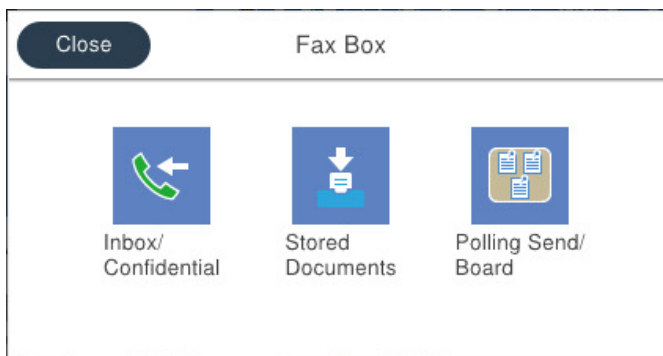 Close
Fax Box
Inbox/
Confidential
Stored
Documents
Polling Send/
Board